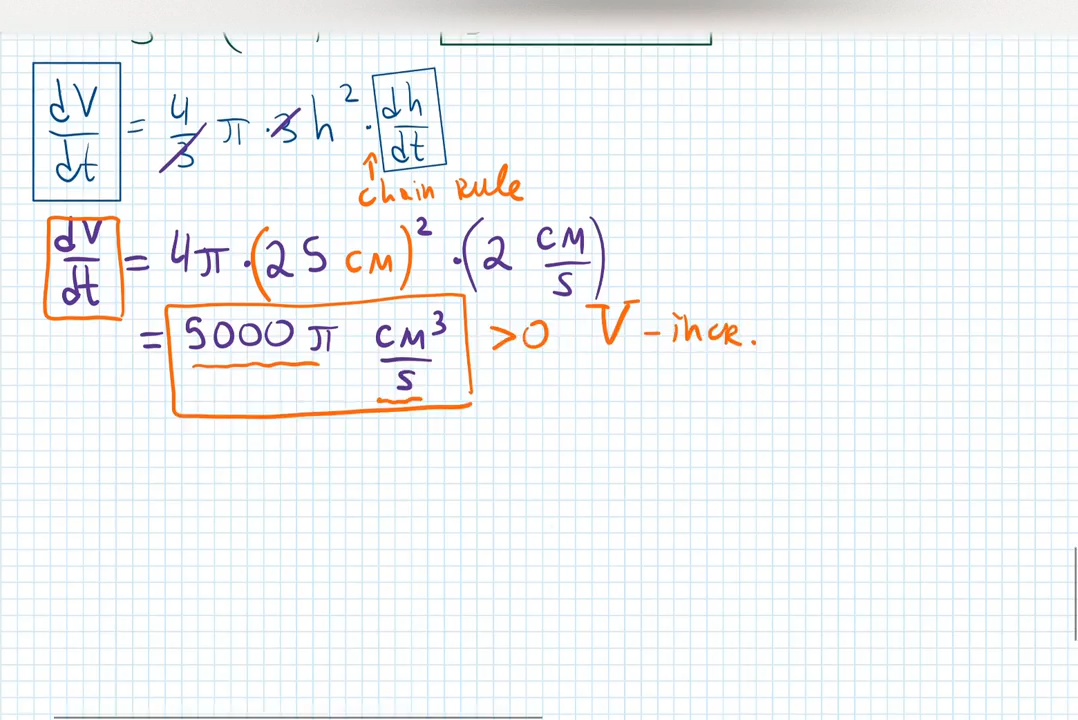 dV/dt = 4/3 π · 3 h² · dh/dt
↑ chain rule
dV/dt = 4π · (25 cm)² · (2 cm/s)
= 5000 π cm³/s > 0 V - incr.